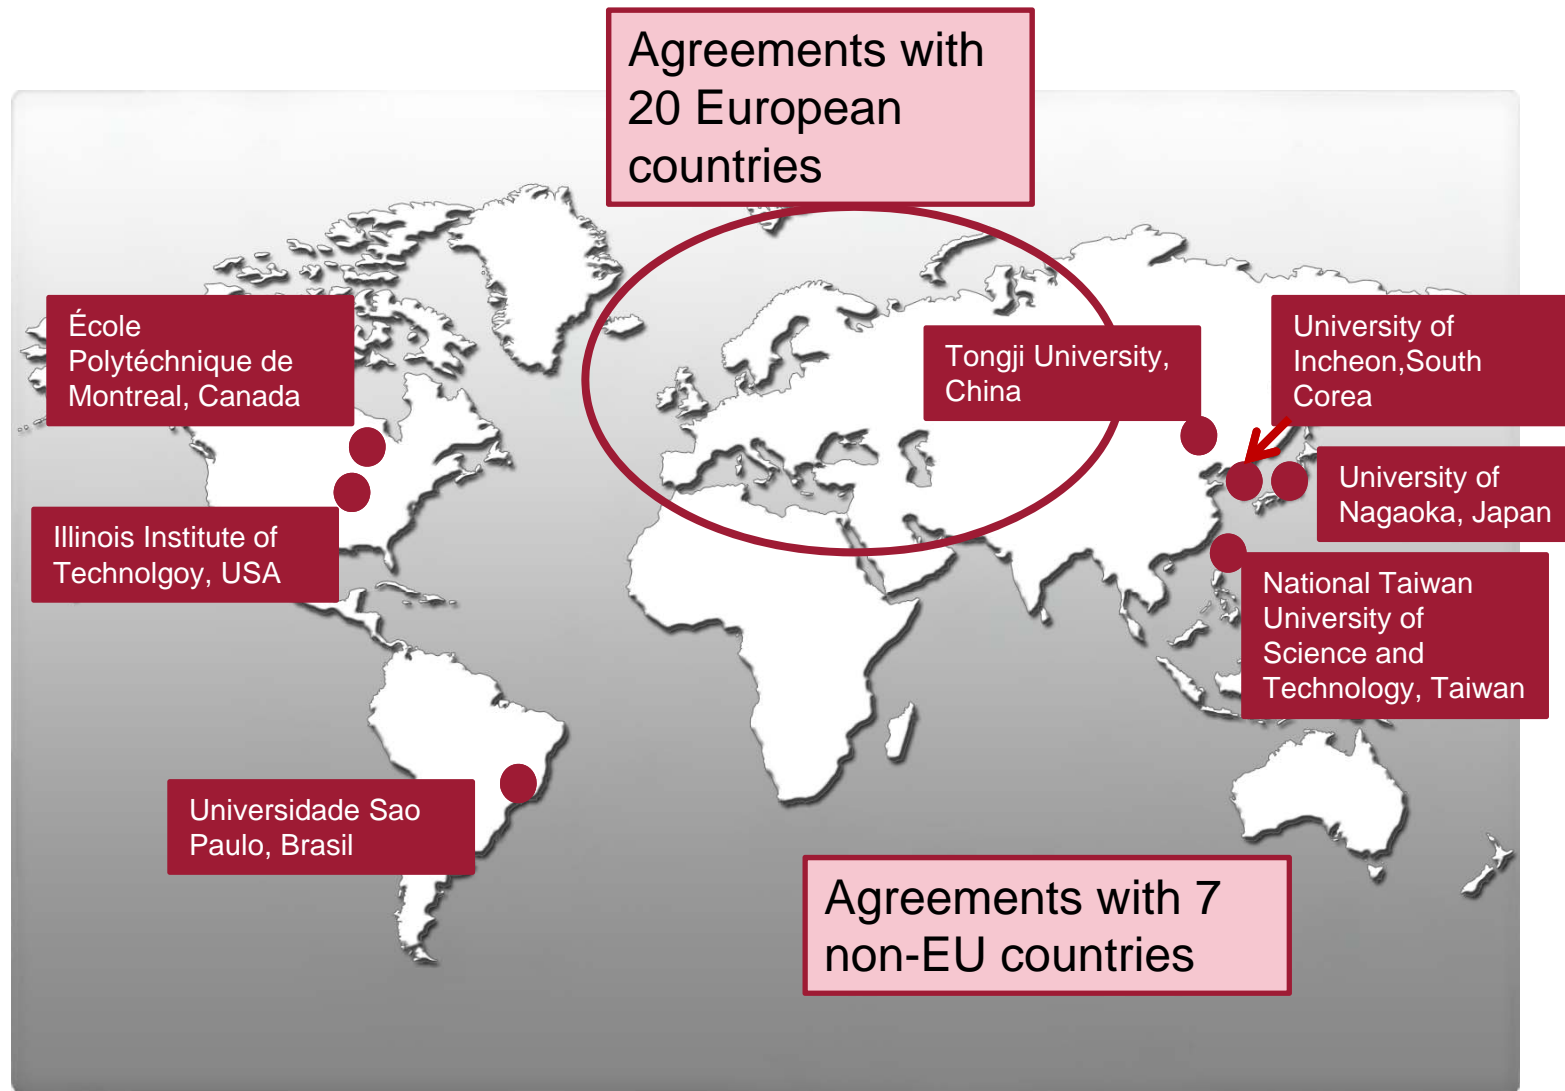 Agreements with
20 European
countries
École
Polytéchnique de
Montreal, Canada
Tongji University,
China
University of
Incheon,South
Corea
University of
Nagaoka, Japan
Illinois Institute of
Technolgoy, USA
National Taiwan
University of
Science and
Technology, Taiwan
Universidade Sao
Paulo, Brasil
Agreements with 7
non-EU countries